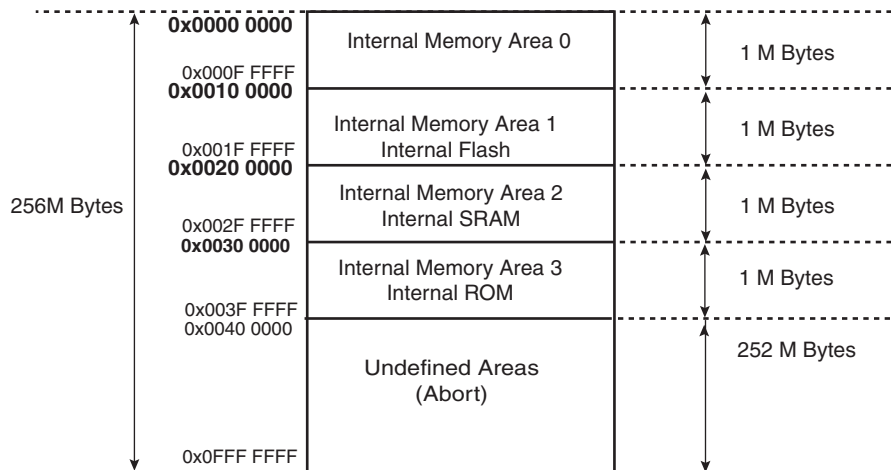 0x0000 0000
Internal Memory Area 0
1 M Bytes
0x000F FFFF
0x0010 0000
Internal Memory Area 1
Internal Flash
1 M Bytes
0x001F FFFF
0x0020 0000
256M Bytes
Internal Memory Area 2
Internal SRAM
1 M Bytes
0x002F FFFF
0x0030 0000
Internal Memory Area 3
Internal ROM
1 M Bytes
0x003F FFFF
0x0040 0000
252 M Bytes
Undefined Areas
(Abort)
0x0FFF FFFF